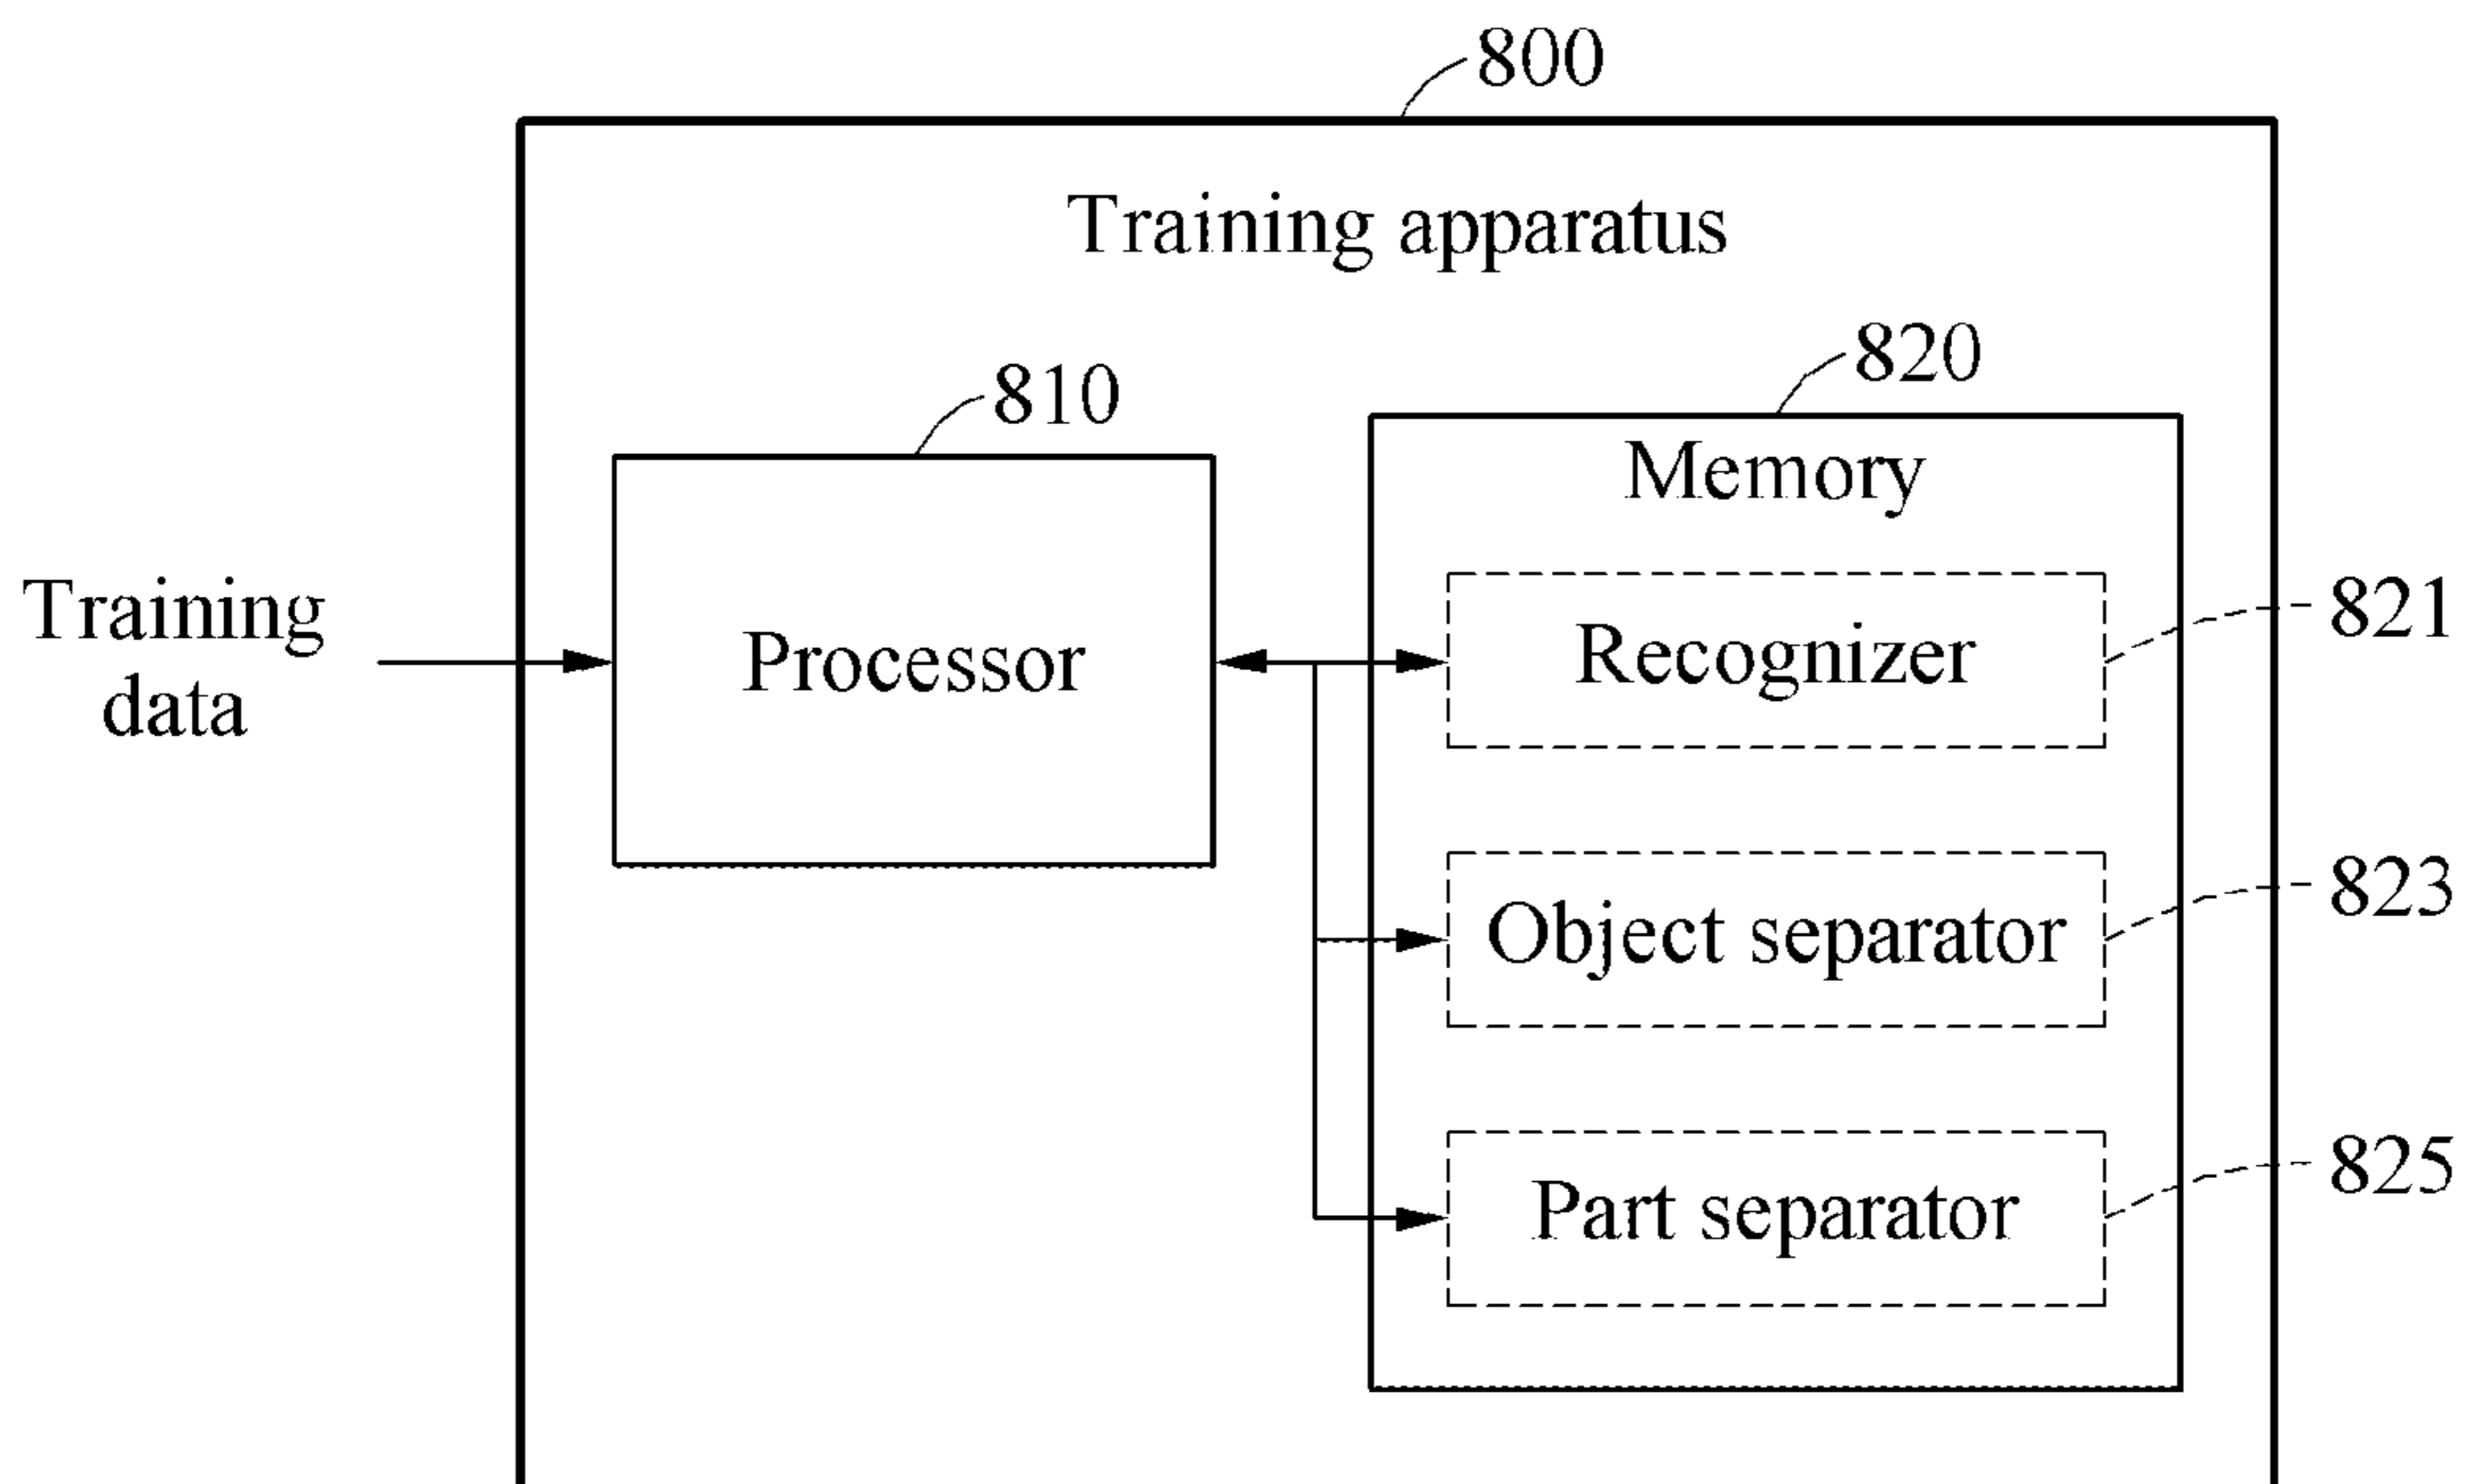 800
Training apparatus
820
810
Memory
Training
data
Processor
Recognizer
821
Object separator
823
Part separator
825